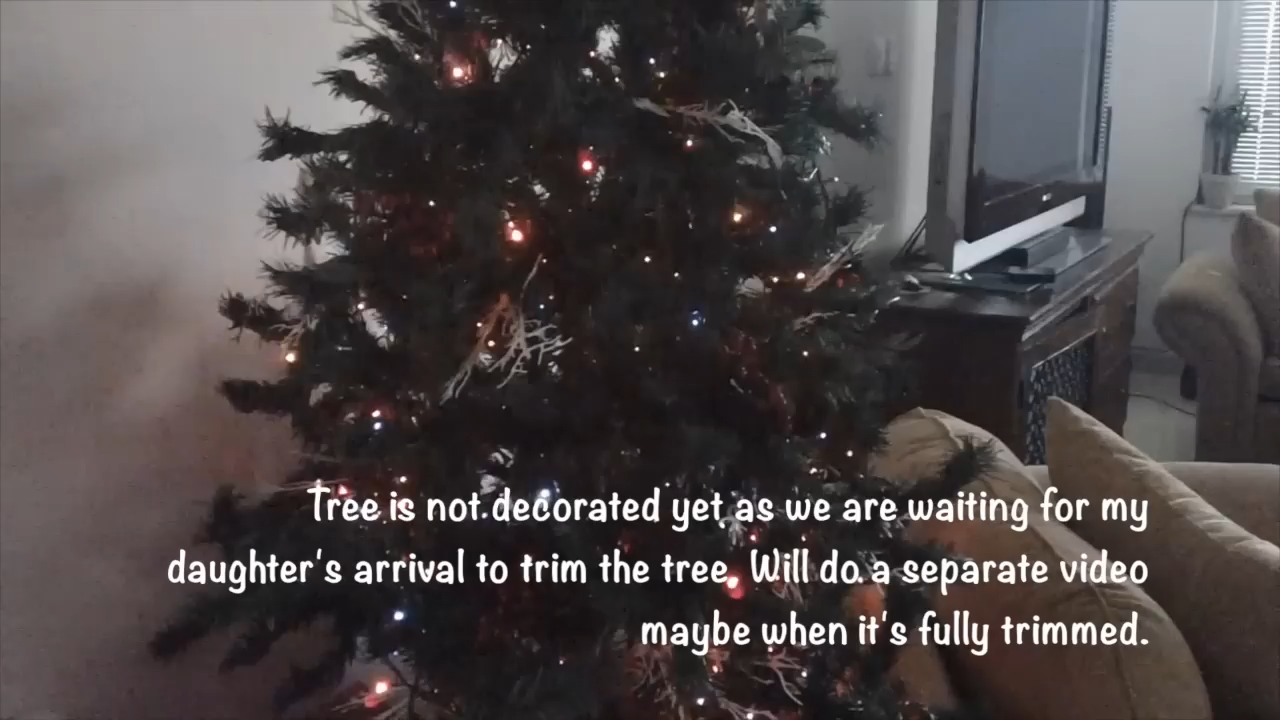 Tree is not decorated yet as we are waiting for my
daughter's arrival to trim the tree. Will do a separate video
maybe when it's fully trimmed.